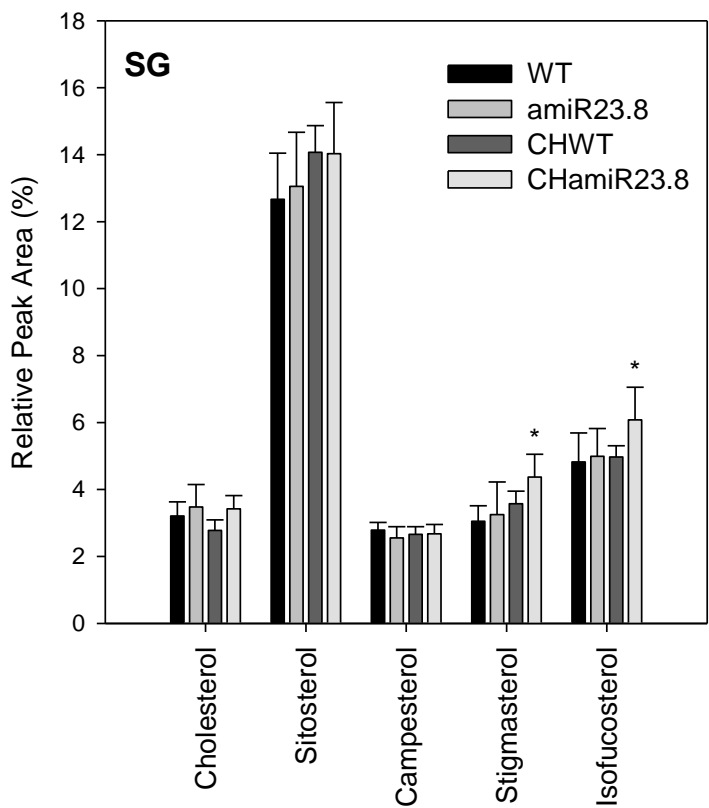 18
16
14
12
10
8
6
4
2
0
Relative Peak Area (%)
SG
WT
amiR23.8
CHWT
CHamiR23.8
*
*
Cholesterol
Sitosterol
Campesterol
Stigmasterol
Isofucosterol